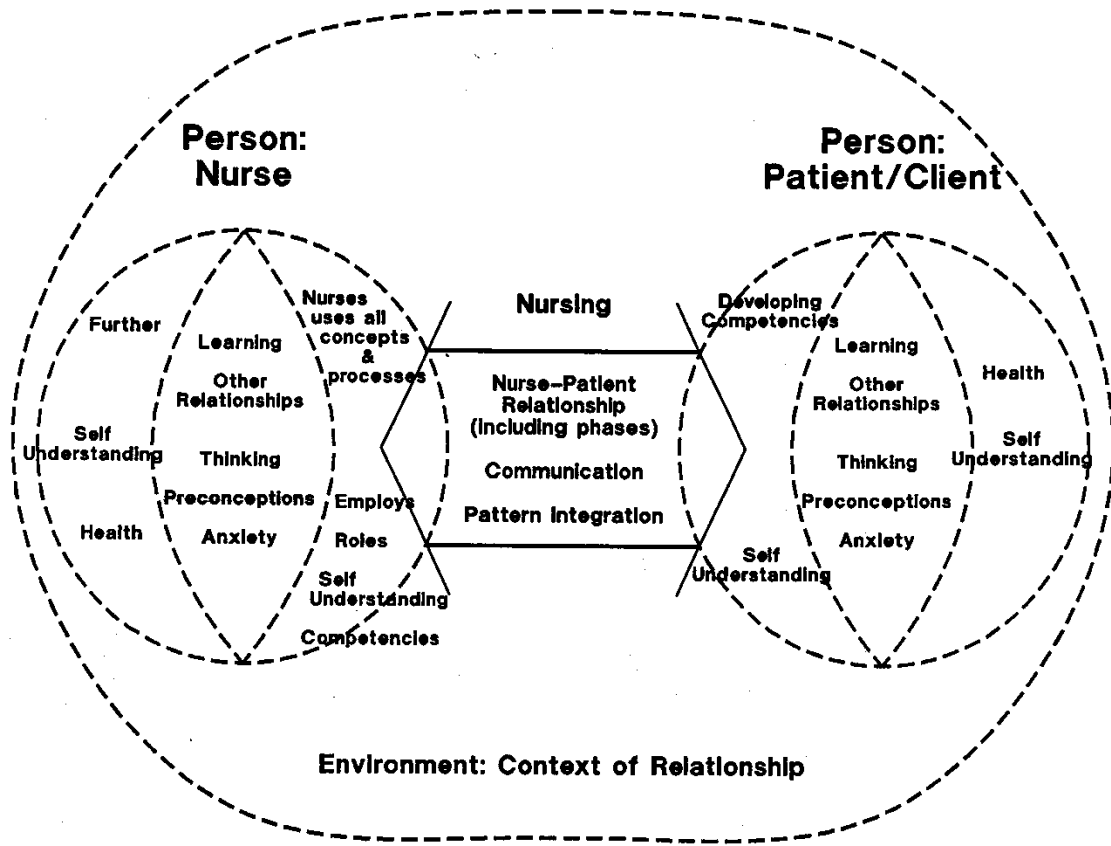 Person:
Nurse
Person:
Patient/Client
Further
Self
Understanding
Health
Learning
Other
Relationships
Thinking
Preconceptions
Anxiety
Nurses
uses all
concepts
&
processes
Employs
Roles
Self
Understanding
Competencies
Nursing
Nurse-Patient
Relationship
(including phases)
Communication
Pattern Integration
Developing
Competencies
Self
Understanding
Learning
Other
Relationships
Thinking
Preconceptions
Anxiety
Health
Self
Understanding
Environment: Context of Relationship